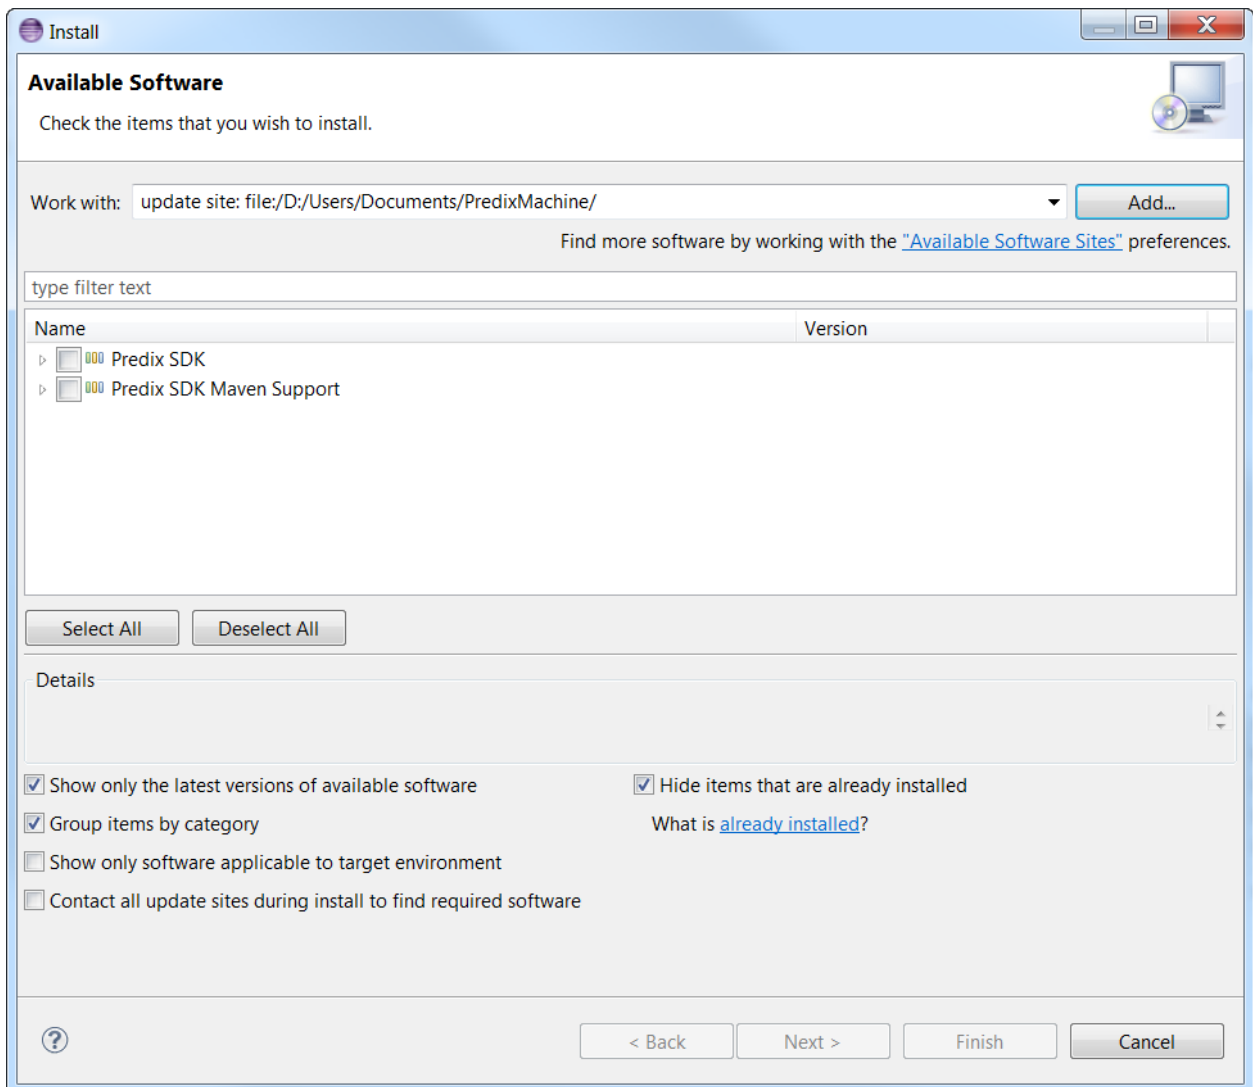 Install
Available Software
Check the items that you wish to install.
Work with: update site: file:/D:/Users/Documents/PredixMachine/ Add...
Find more software by working with the "Available Software Sites" preferences.
type filter text
Name Version
Predix SDK
Predix SDK Maven Support
Select All Deselect All
Details
Show only the latest versions of available software Hide items that are already installed
Group items by category What is already installed?
Show only software applicable to target environment
Contact all update sites during install to find required software
? < Back Next > Finish Cancel